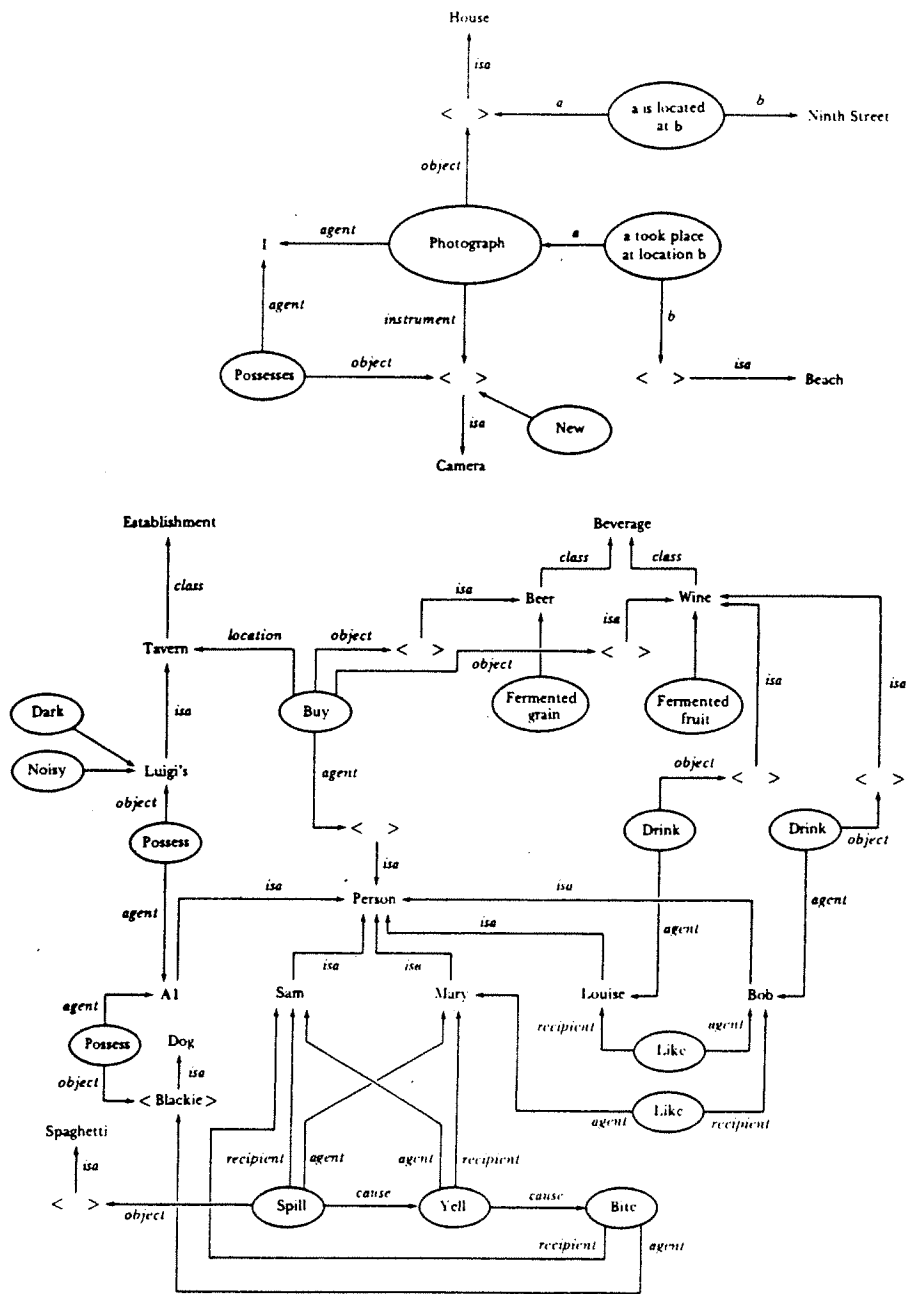 House
isa
< >
a
a is located
at b
b
Ninth Street
object
I
agent
Photograph
a
a took place
at location b
agent
instrument
b
Possesses
object
< >
< >
isa
Beach
isa
New
Camera
Establishment
Beverage
class
class
class
isa
Beer
isa
Wine
Tavern
location
object
< >
object
< >
isa
isa
isa
Dark
Buy
Fermented
grain
Fermented
fruit
Noisy
Luigi's
object
agent
object
< >
< >
Possess
< >
Drink
Drink
object
isa
agent
isa
Person
isa
isa
agent
agent
isa
isa
Al
Sam
Mary
Louise
Bob
agent
recipient
agent
Possess
Dog
Like
object
isa
< Blackie >
Like
agent
recipient
Spaghetti
isa
recipient
agent
agent
recipient
< >
object
Spill
cause
Yell
cause
Bite
recipient
agent